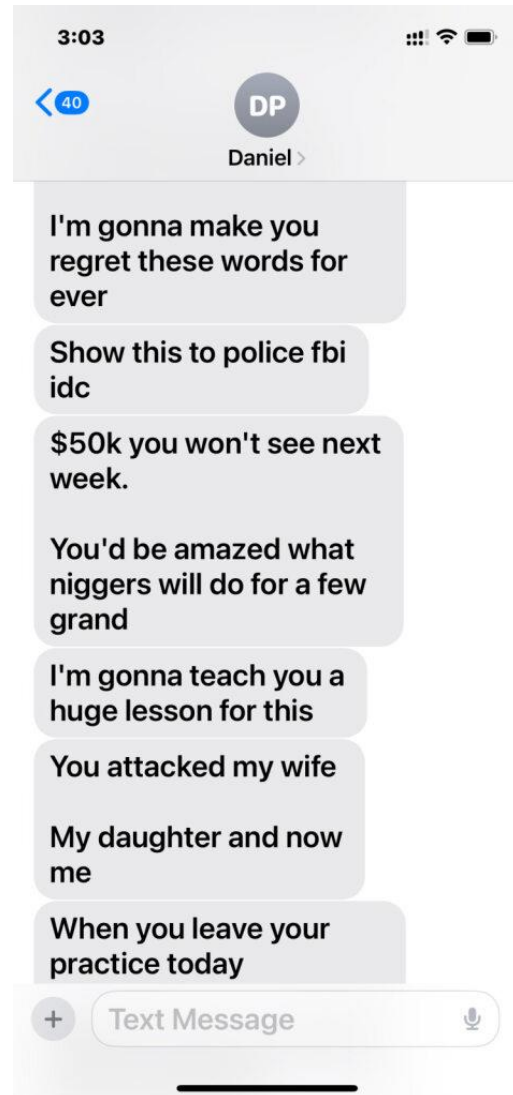 3:03
40
DP
Daniel
I'm gonna make you
regret these words for
ever
Show this to police fbi
idc
$50k you won't see next
week.
You'd be amazed what
niggers will do for a few
grand
I'm gonna teach you a
huge lesson for this
You attacked my wife
My daughter and now
me
When you leave your
practice today
Text Message